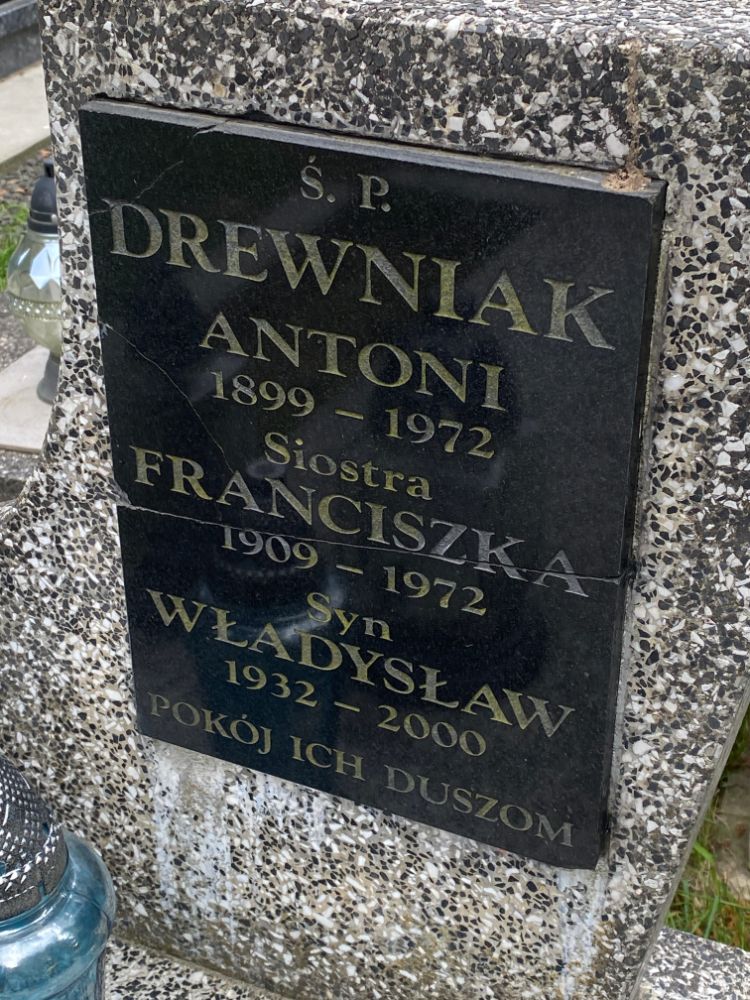 Ś. P.
DREWNIAK
ANTONI
1899 – 1972
Siostra
FRANCISZKA
1909 – 1972
Syn
WŁADYSŁAW
1932 – 2000
POKÓJ ICH DUSZOM